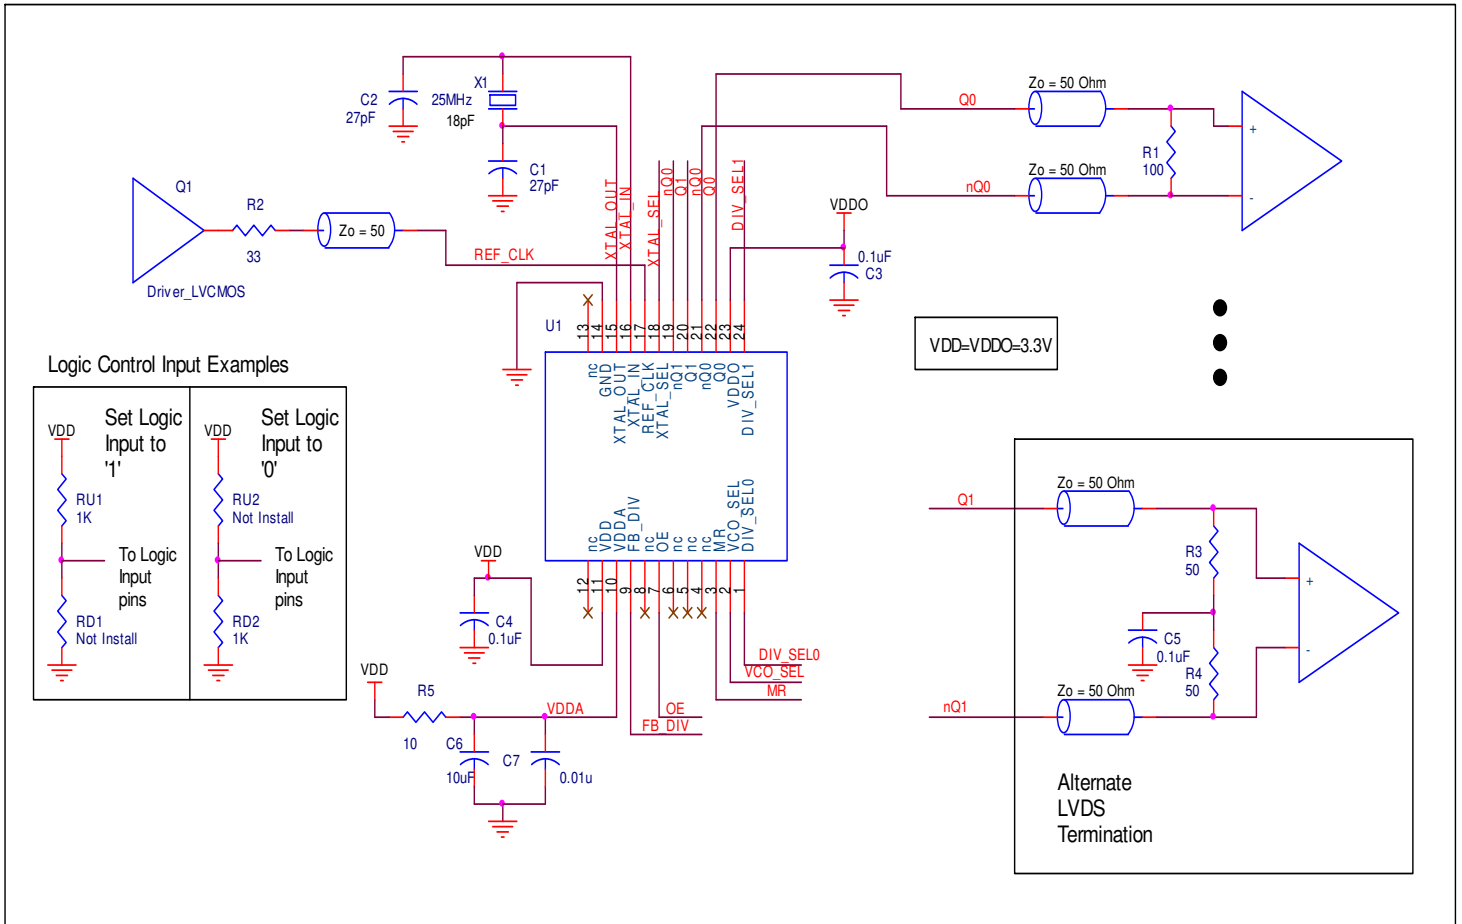 X1
25MHz
18pF
C2
27pF
C1
27pF
Q1
R2
33
Zo = 50
Driver_LVCMOS
REF_CLK
XTAL_OUT
XTAL_IN
XTAL_SEL
nQ0
Q1
nQ0
Q0
DIV_SEL1
VDDO
0.1uF
C3
Q0
Zo = 50 Ohm
R1
100
+
-
nQ0
Zo = 50 Ohm
VDD=VDDO=3.3V
U1
13
14
15
16
17
18
19
20
21
22
23
24
nc
GND
XTAL_OUT
XTAL_IN
REF_CLK
XTAL_SEL
nQ1
Q1
nQ0
Q0
VDDO
DIV_SEL1
nc
VDD
VDDA
FB_DIV
nc
OE
nc
nc
nc
MR
VCO_SEL
DIV_SEL0
12
11
10
9
8
7
6
5
4
3
2
1
Logic Control Input Examples
Set Logic
Input to
'1'
VDD
RU1
1K
To Logic
Input
pins
RD1
Not Install
Set Logic
Input to
'0'
VDD
RU2
Not Install
To Logic
Input
pins
RD2
1K
VDD
C4
0.1uF
VDD
R5
10
VDDA
C6
10uF
C7
0.01u
OE
FB_DIV
DIV_SEL0
VCO_SEL
MR
Q1
Zo = 50 Ohm
R3
50
C5
0.1uF
R4
50
+
-
nQ1
Zo = 50 Ohm
Alternate
LVDS
Termination